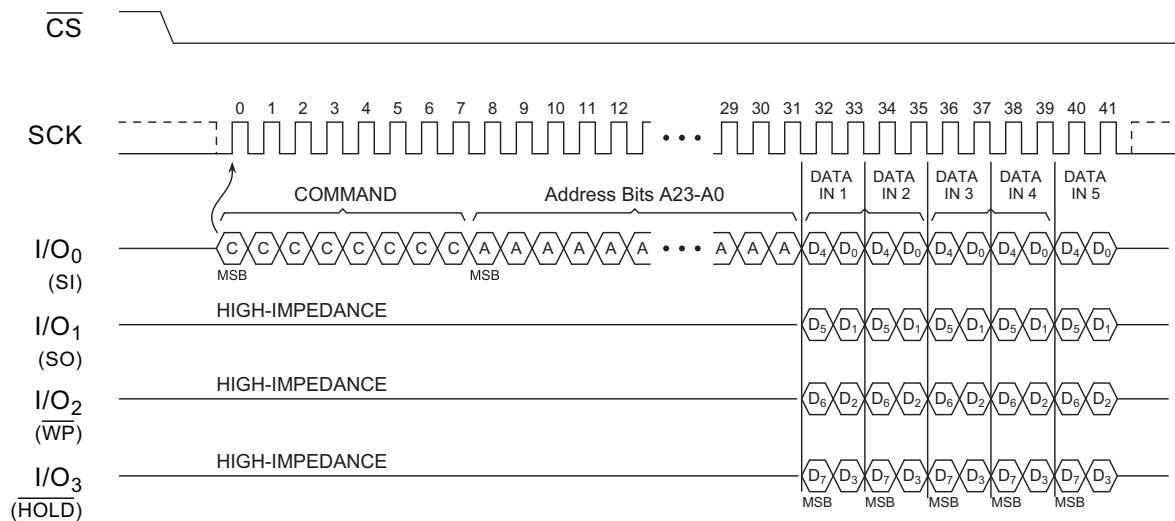 CS
0 1 2 3 4 5 6 7 8 9 10 11 12 29 30 31 32 33 34 35 36 37 38 39 40 41
SCK
COMMAND Address Bits A23-A0 DATA IN 1 DATA IN 2 DATA IN 3 DATA IN 4 DATA IN 5
I/O0 C C C C C C C C A A A A A A A A A D4 D0 D4 D0 D4 D0 D4 D0 D4 D0
(SI) MSB MSB
HIGH-IMPEDANCE
I/O1 D5 D1 D5 D1 D5 D1 D5 D1 D5 D1
(SO)
HIGH-IMPEDANCE
I/O2 D6 D2 D6 D2 D6 D2 D6 D2 D6 D2
(WP)
HIGH-IMPEDANCE
I/O3 D7 D3 D7 D3 D7 D3 D7 D3 D7 D3
(HOLD) MSB MSB MSB MSB MSB